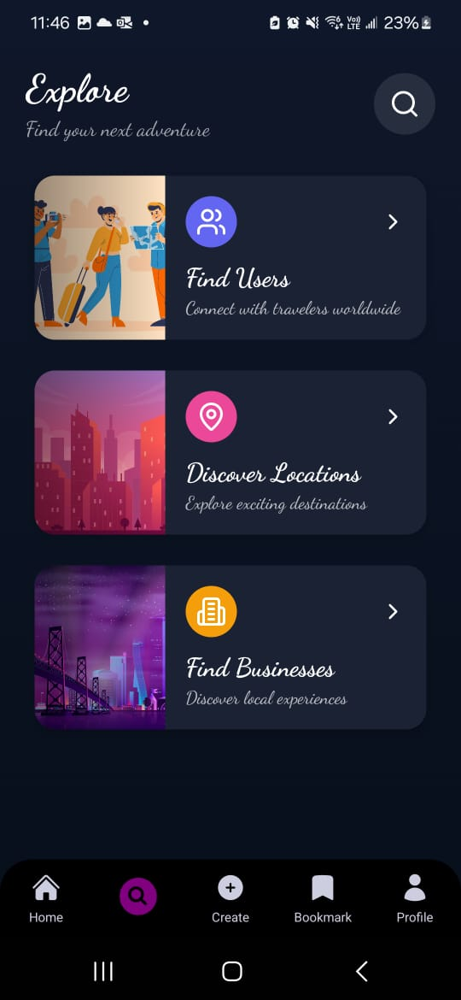 11:46
Vo)) LTE 23%
Explore
Find your next adventure
Find Users
Connect with travelers worldwide
Discover Locations
Explore exciting destinations
Find Businesses
Discover local experiences
Home
Create
Bookmark
Profile